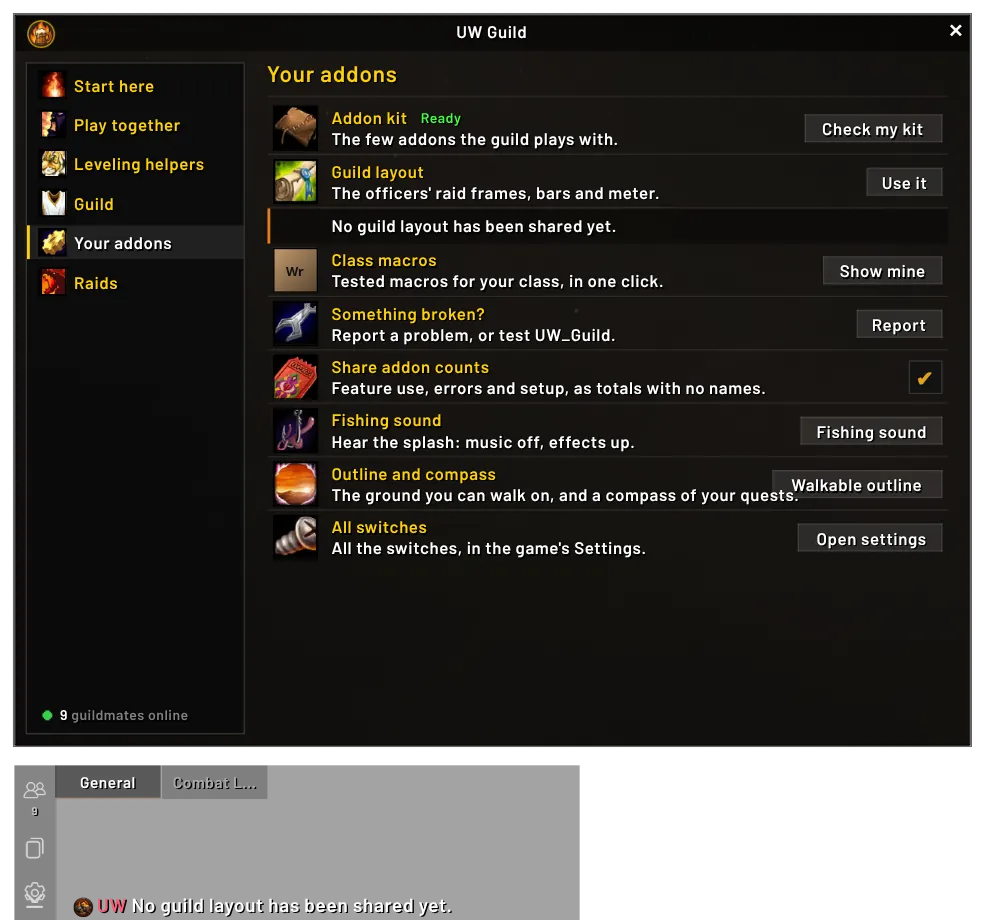 UW Guild
Start here
Play together
Leveling helpers
Guild
Your addons
Raids
9 guildmates online
Your addons
Addon kit Ready
The few addons the guild plays with.
Check my kit
Guild layout
The officers' raid frames, bars and meter.
Use it
No guild layout has been shared yet.
Wr
Class macros
Tested macros for your class, in one click.
Show mine
Something broken?
Report a problem, or test UW_Guild.
Report
Share addon counts
Feature use, errors and setup, as totals with no names.
Fishing sound
Hear the splash: music off, effects up.
Fishing sound
Outline and compass
The ground you can walk on, and a compass of your quests.
Walkable outline
All switches
All the switches, in the game's Settings.
Open settings
General
Combat L...
9
UW No guild layout has been shared yet.